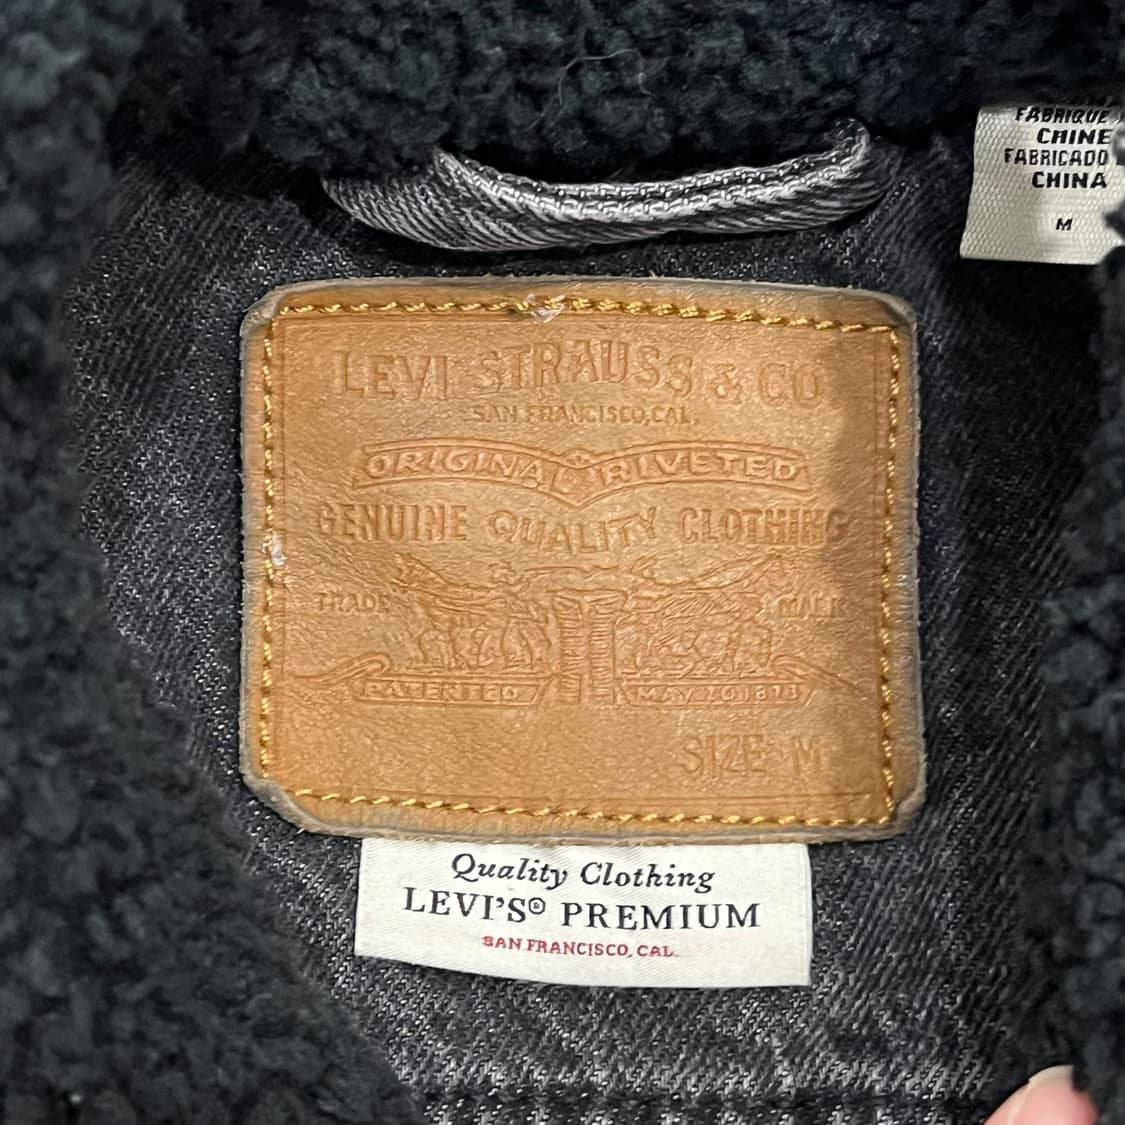 FABRIQUE
CHINE
FABRICADO
CHINA
M
LEVI STRAUSS & CO
SAN FRANCISCO, CAL.
ORIGINAL RIVETED
GENUINE QUALITY CLOTHING
TRADE MARK
PATENTED MAY 20 1873
SIZE M
Quality Clothing
LEVI'S® PREMIUM
SAN FRANCISCO, CAL.